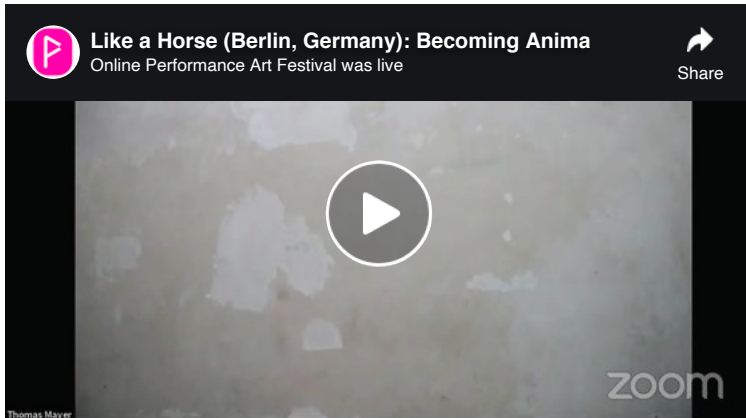 Like a Horse (Berlin, Germany): Becoming Anima
Online Performance Art Festival was live
Share
zoom
Thomas Mayer